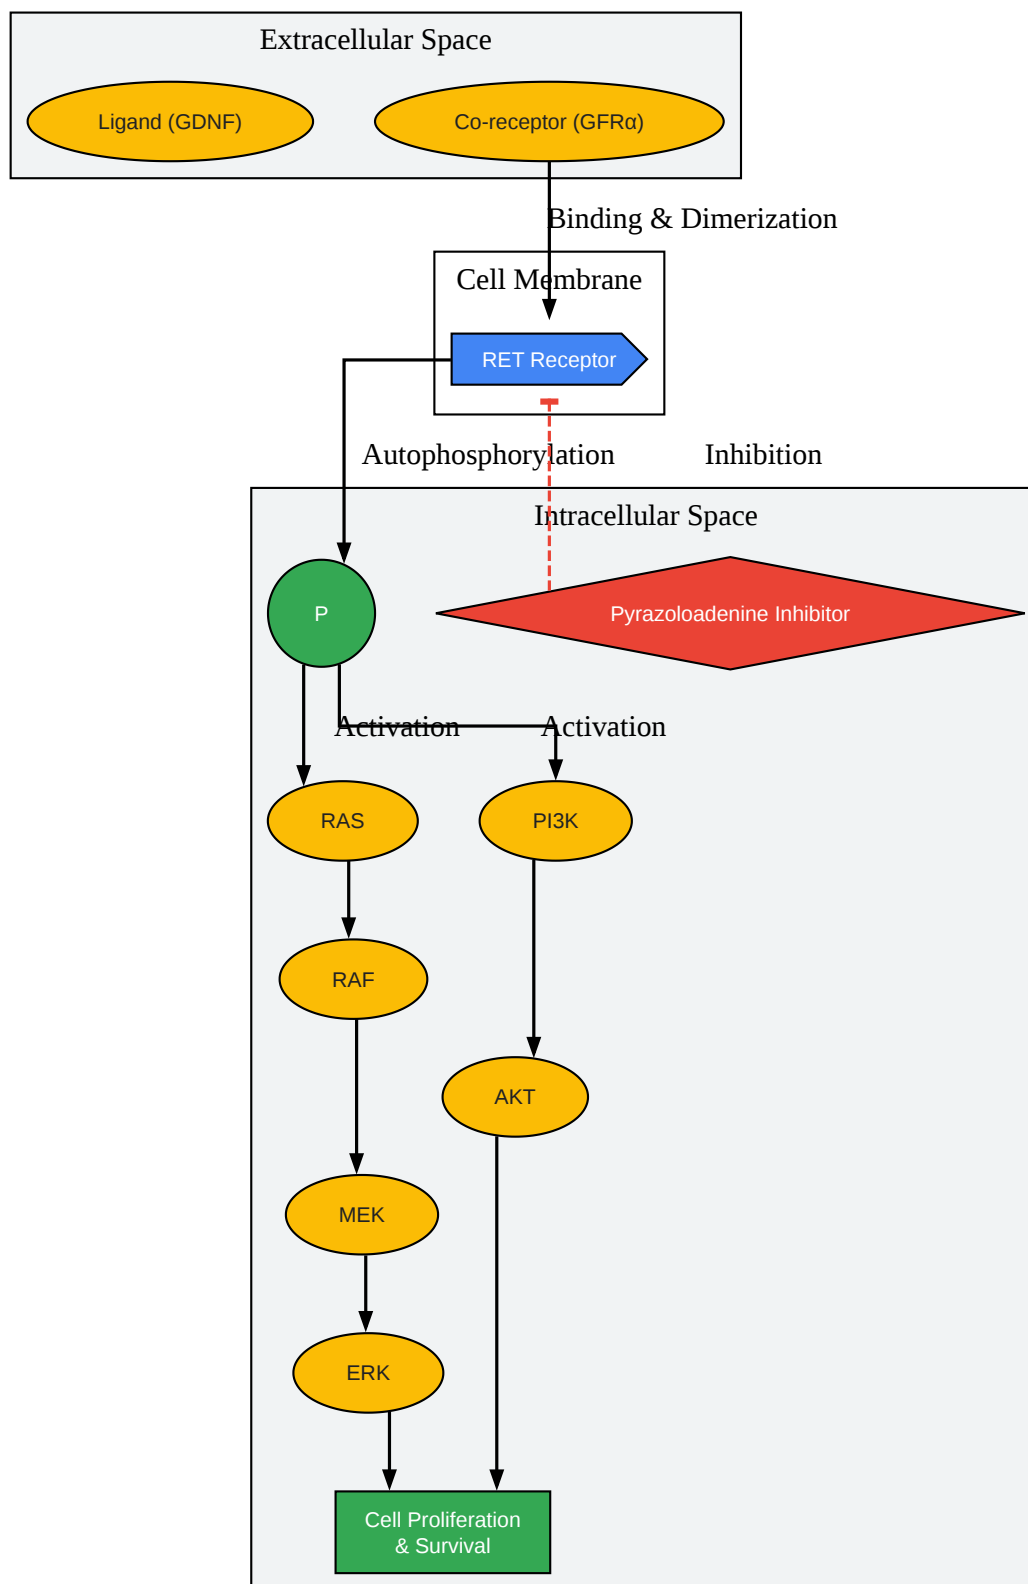 Extracellular Space
Ligand (GDNF)
Co-receptor (GFRα)
Binding & Dimerization
Cell Membrane
RET Receptor
Autophosphorylation
Inhibition
Intracellular Space
P
Pyrazoloadenine Inhibitor
Activation
Activation
RAS
PI3K
RAF
AKT
MEK
ERK
Cell Proliferation
& Survival